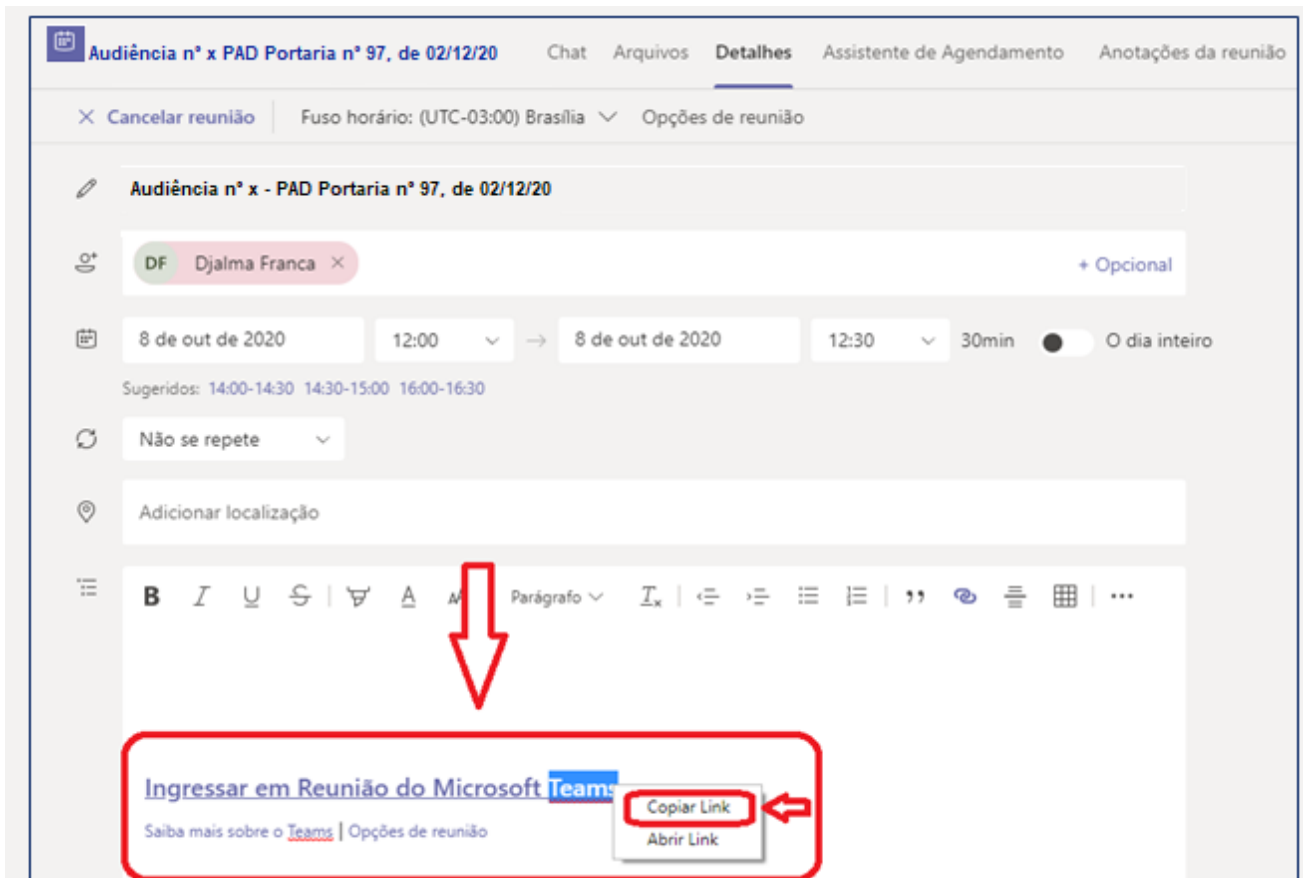 Audiência nº x PAD Portaria nº 97, de 02/12/20 Chat Arquivos Detalhes Assistente de Agendamento Anotações da reunião
Cancelar reunião Fuso horário: (UTC-03:00) Brasília Opções de reunião
Audiência nº x - PAD Portaria nº 97, de 02/12/20
DF Djalma Franca × + Opcional
8 de out de 2020 12:00 → 8 de out de 2020 12:30 30min O dia inteiro
Sugeridos: 14:00-14:30 14:30-15:00 16:00-16:30
Não se repete
Adicionar localização
B I U S A Parágrafo
Ingressar em Reunião do Microsoft Teams
Copiar Link
Saiba mais sobre o Teams | Opções de reunião
Abrir Link